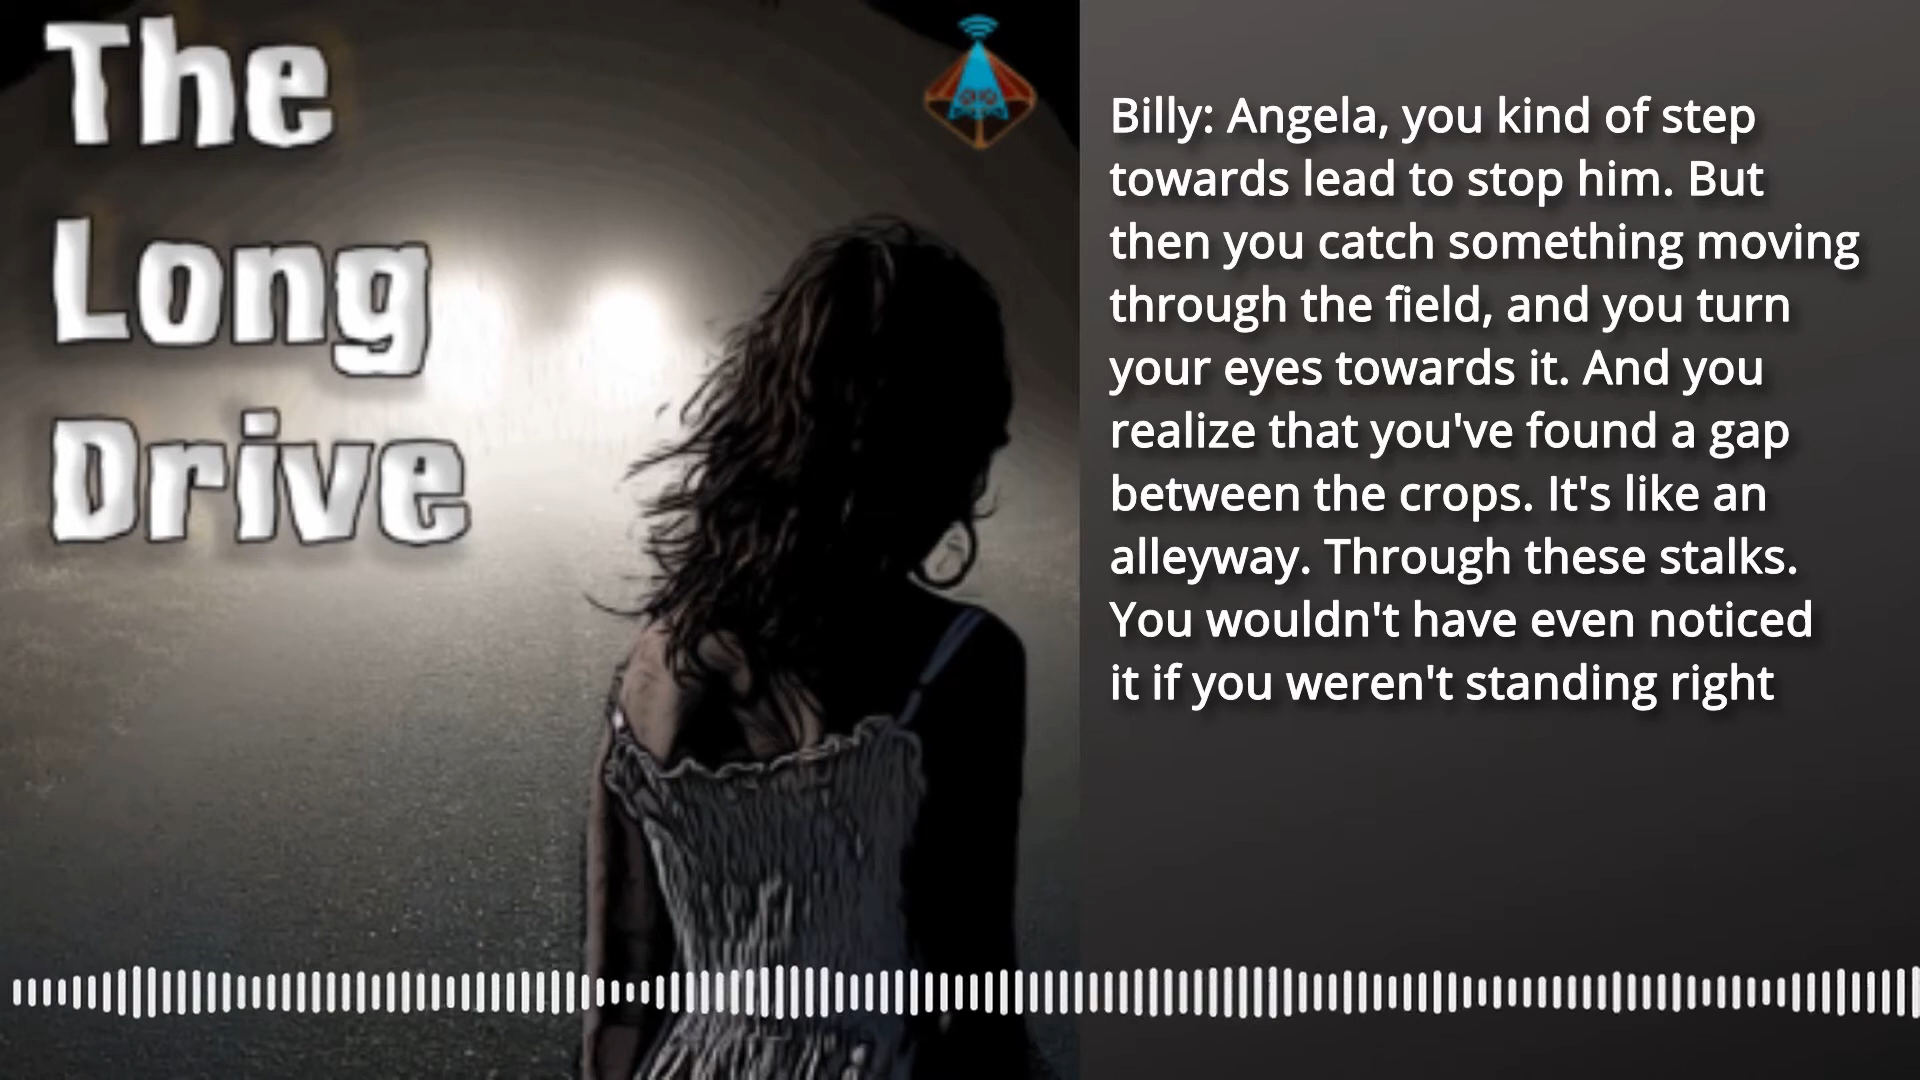 The
Long
Drive
Billy: Angela, you kind of step
towards lead to stop him. But
then you catch something moving
through the field, and you turn
your eyes towards it. And you
realize that you've found a gap
between the crops. It's like an
alleyway. Through these stalks.
You wouldn't have even noticed
it if you weren't standing right